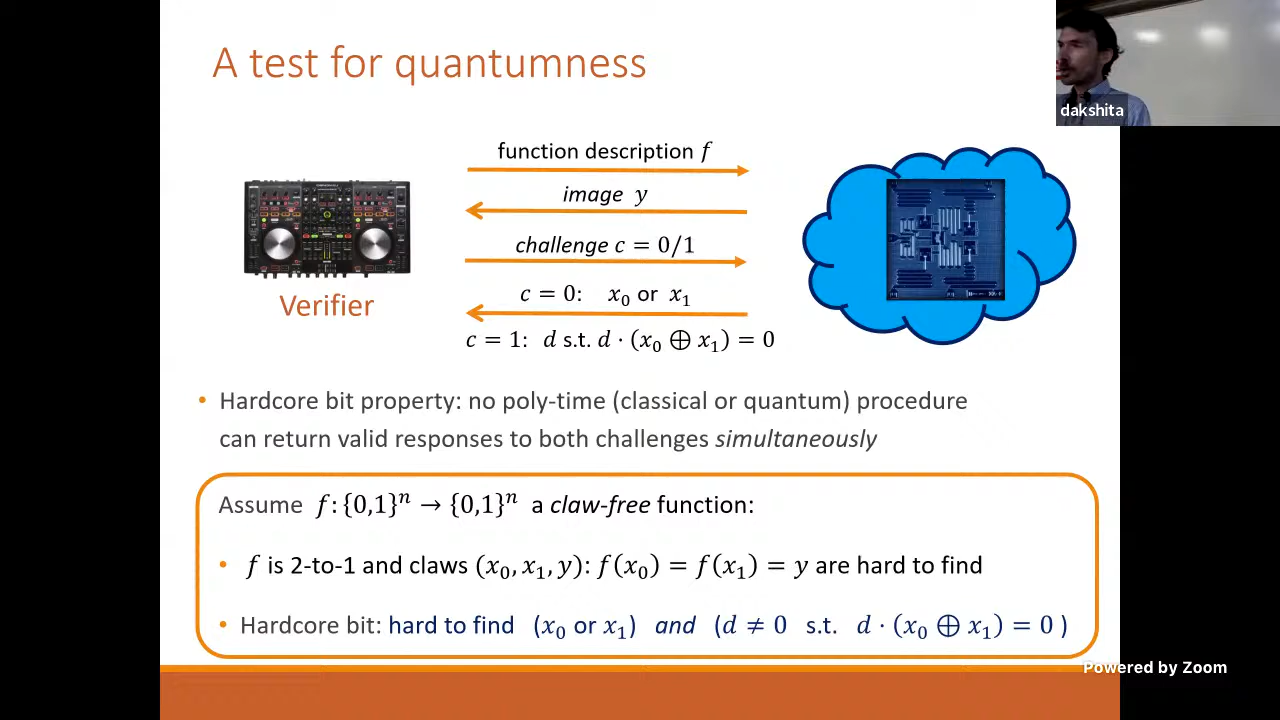 A test for quantumness
dakshita
function description f
image y
challenge c = 0/1
c = 0: x₀ or x₁
c = 1: d s.t. d · (x₀ ⊕ x₁) = 0
Verifier
• Hardcore bit property: no poly-time (classical or quantum) procedure
can return valid responses to both challenges simultaneously
Assume f: {0,1}ⁿ → {0,1}ⁿ a claw-free function:
• f is 2-to-1 and claws (x₀, x₁, y): f(x₀) = f(x₁) = y are hard to find
• Hardcore bit: hard to find (x₀ or x₁) and (d ≠ 0 s.t. d · (x₀ ⊕ x₁) = 0 )
Powered by Zoom